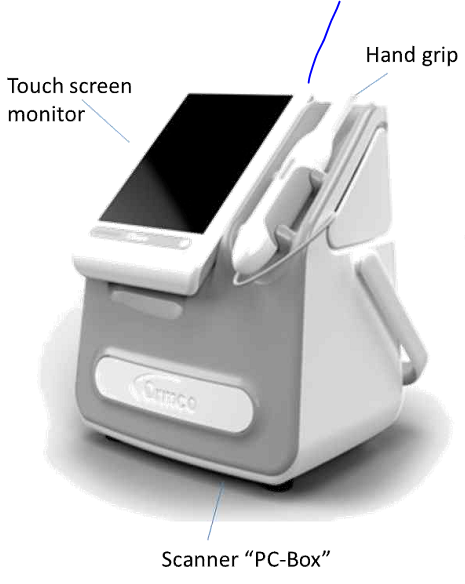 Hand grip
Touch screen
monitor
Ormco
Scanner “PC-Box”